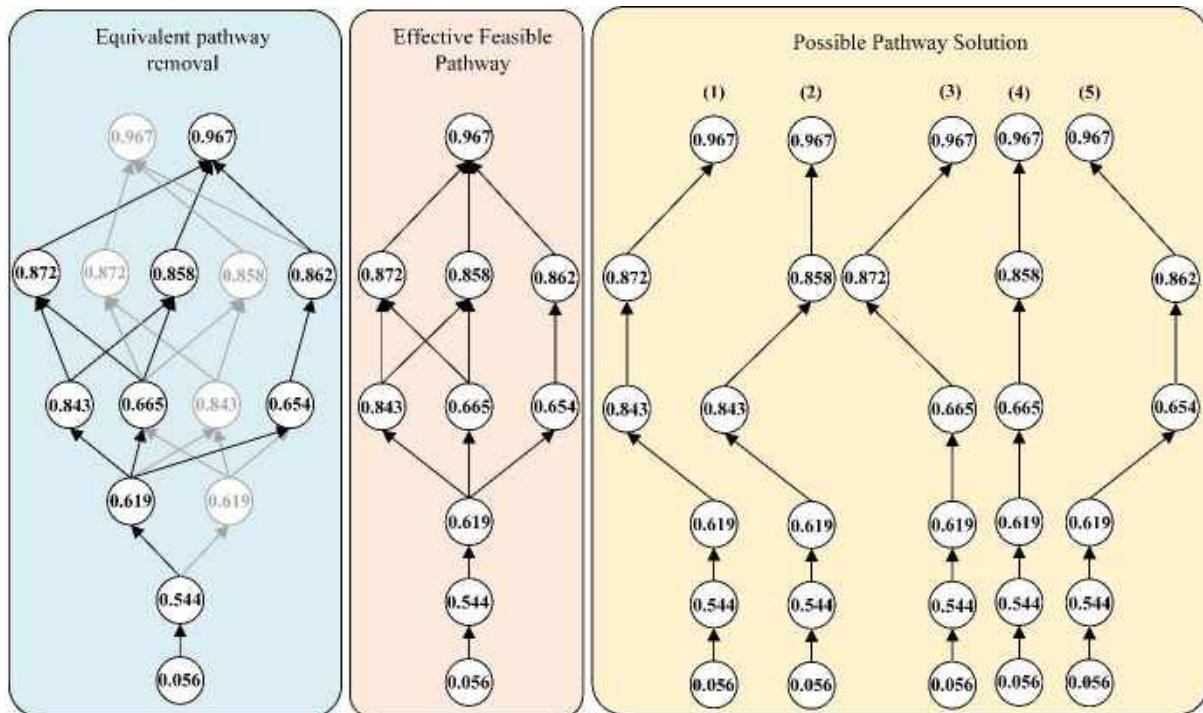 Equivalent pathway
removal
0.967 0.967
0.872 0.872 0.858 0.858 0.862
0.843 0.665 0.843 0.654
0.619 0.619
0.544
0.056
Effective Feasible
Pathway
0.967
0.872 0.858 0.862
0.843 0.665 0.654
0.619
0.544
0.056
Possible Pathway Solution
(1) (2) (3) (4) (5)
0.967 0.967 0.967 0.967 0.967
0.872 0.858 0.872 0.858 0.862
0.843 0.843 0.665 0.665 0.654
0.619 0.619 0.619 0.619 0.619
0.544 0.544 0.544 0.544 0.544
0.056 0.056 0.056 0.056 0.056